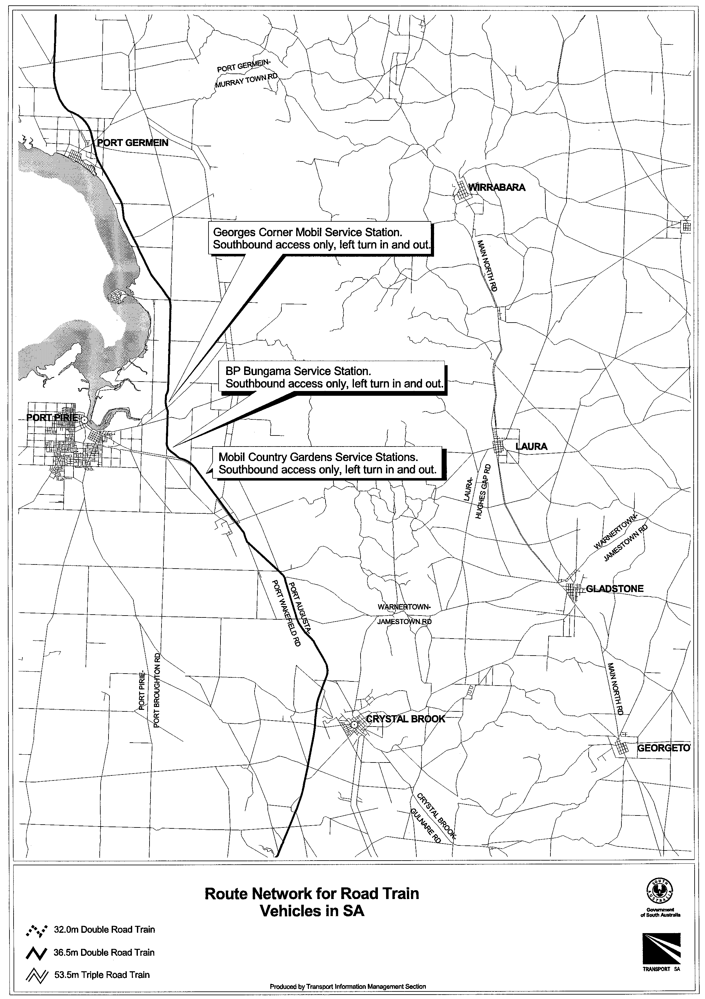 PORT GERMEIN-
MURRAY TOWN RD
PORT GERMEIN
WIRRABARA
Georges Corner Mobil Service Station.
Southbound access only, left turn in and out.
MAIN NORTH RD
BP Bungama Service Station.
Southbound access only, left turn in and out.
PORT PIRIE
LAURA
Mobil Country Gardens Service Stations.
Southbound access only, left turn in and out.
LAURA-
HUGHES GAP RD
WARNERTOWN-
JAMESTOWN RD
GLADSTONE
PORT AUGUSTA-
PORT WAKEFIELD RD
WARNERTOWN-
JAMESTOWN RD
PORT PIRIE-
PORT BROUGHTON RD
MAIN NORTH RD
CRYSTAL BROOK
GEORGETO
CRYSTAL BROOK-
GULNARE RD
Route Network for Road Train
Vehicles in SA
32.0m Double Road Train
36.5m Double Road Train
53.5m Triple Road Train
SOUTH
AUSTRALIA
Government
of South Australia
TRANSPORT SA
Produced by Transport Information Management Section